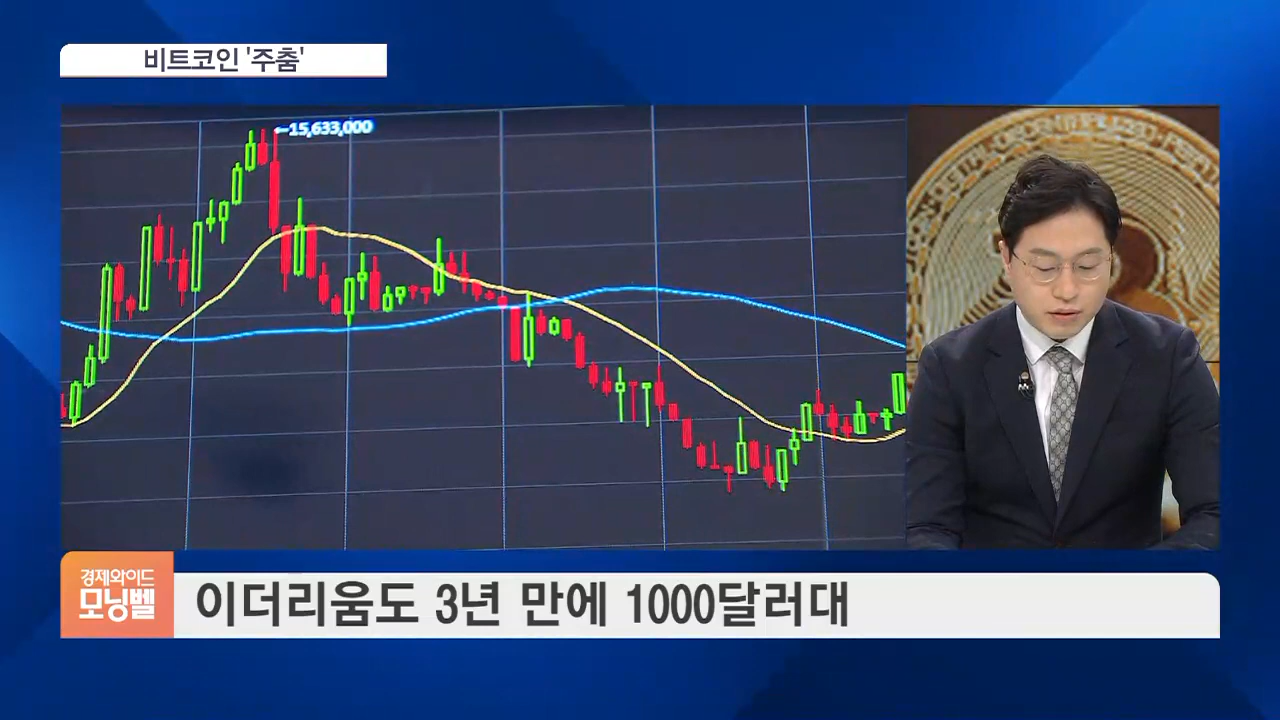 비트코인 '주춤'
←15,633,000
경제와이드
모닝벨
이더리움도 3년 만에 1000달러대